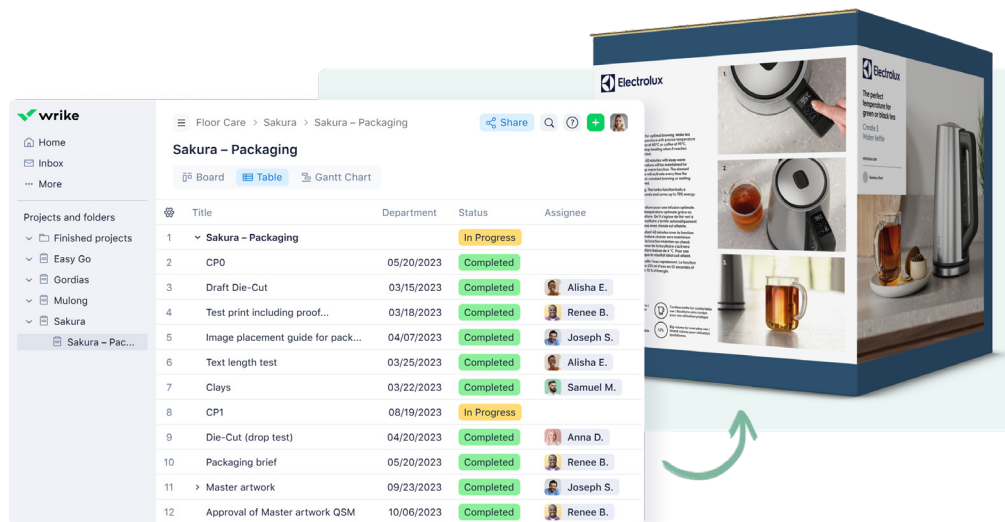 wrike
Home
Inbox
More
Projects and folders
Finished projects
Easy Go
Gordias
Mulong
Sakura
Sakura – Pac...
Floor Care > Sakura > Sakura – Packaging
Share
Sakura – Packaging
Board Table Gantt Chart
Title Department Status Assignee
1 Sakura – Packaging In Progress
2 CP0 05/20/2023 Completed
3 Draft Die-Cut 03/15/2023 Completed Alisha E.
4 Test print including proof... 03/18/2023 Completed Renee B.
5 Image placement guide for pack... 04/07/2023 Completed Joseph S.
6 Text length test 03/25/2023 Completed Alisha E.
7 Clays 03/22/2023 Completed Samuel M.
8 CP1 08/19/2023 In Progress
9 Die-Cut (drop test) 04/20/2023 Completed Anna D.
10 Packaging brief 05/20/2023 Completed Renee B.
11 Master artwork 09/23/2023 Completed Joseph S.
12 Approval of Master artwork QSM 10/06/2023 Completed Renee B.
Electrolux
1.
2.
3.
Electrolux
The perfect
temperature for
green or black tea
Create 5
Water kettle